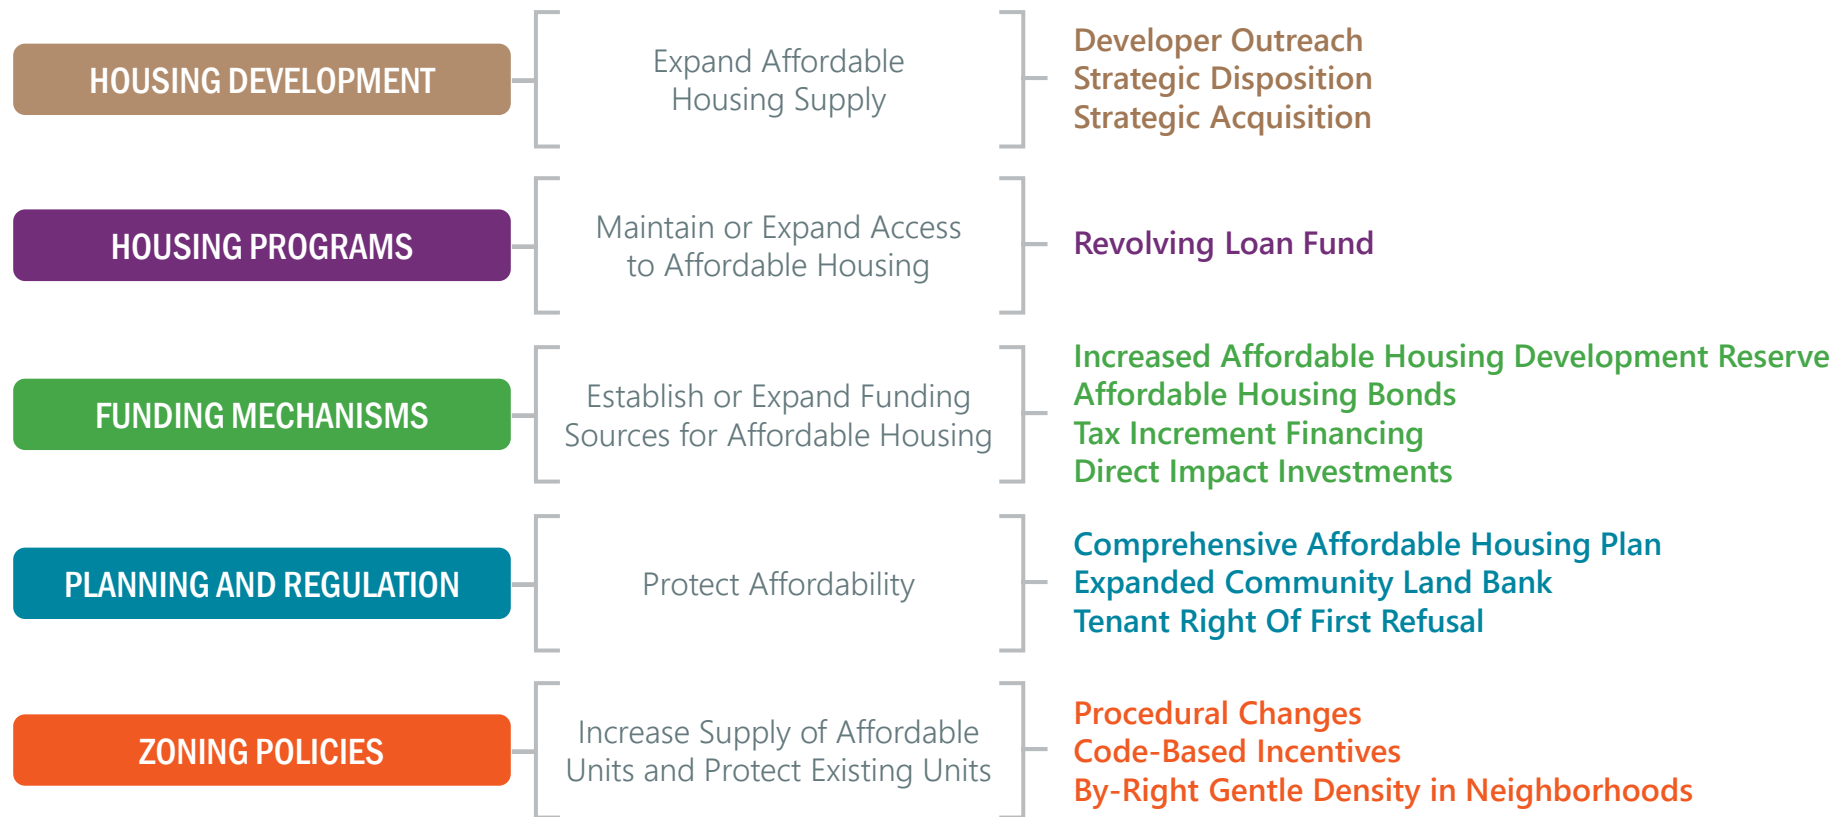 HOUSING DEVELOPMENT
Expand Affordable
Housing Supply
Developer Outreach
Strategic Disposition
Strategic Acquisition
HOUSING PROGRAMS
Maintain or Expand Access
to Affordable Housing
Revolving Loan Fund
FUNDING MECHANISMS
Establish or Expand Funding
Sources for Affordable Housing
Increased Affordable Housing Development Reserve
Affordable Housing Bonds
Tax Increment Financing
Direct Impact Investments
PLANNING AND REGULATION
Protect Affordability
Comprehensive Affordable Housing Plan
Expanded Community Land Bank
Tenant Right Of First Refusal
ZONING POLICIES
Increase Supply of Affordable
Units and Protect Existing Units
Procedural Changes
Code-Based Incentives
By-Right Gentle Density in Neighborhoods